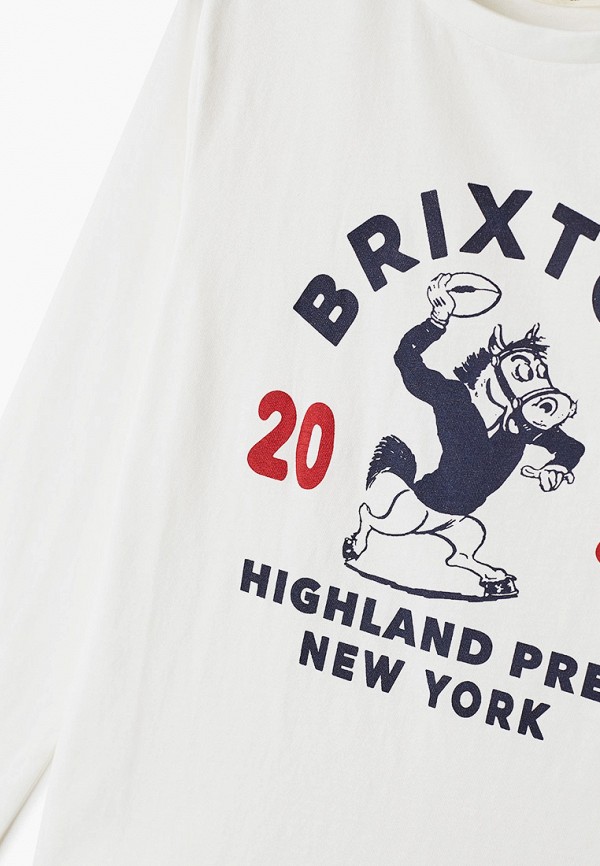 BRIXTO
20
HIGHLAND PRE
NEW YORK